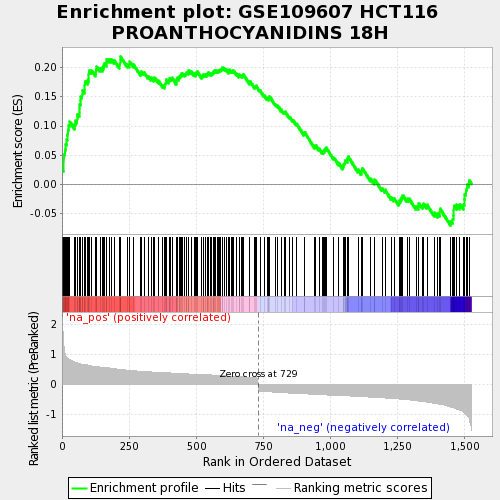 Enrichment plot: GSE109607 HCT116
PROANTHOCYANIDINS 18H
Enrichment score (ES)
0.20
0.15
0.10
0.05
0.00
-0.05
'na_pos' (positively correlated)
Ranked list metric (PreRanked)
2
1
0
-1
Zero cross at 729
'na_neg' (negatively correlated)
0
250
500
750
1,000
1,250
1,500
Rank in Ordered Dataset
Enrichment profile
Hits
Ranking metric scores